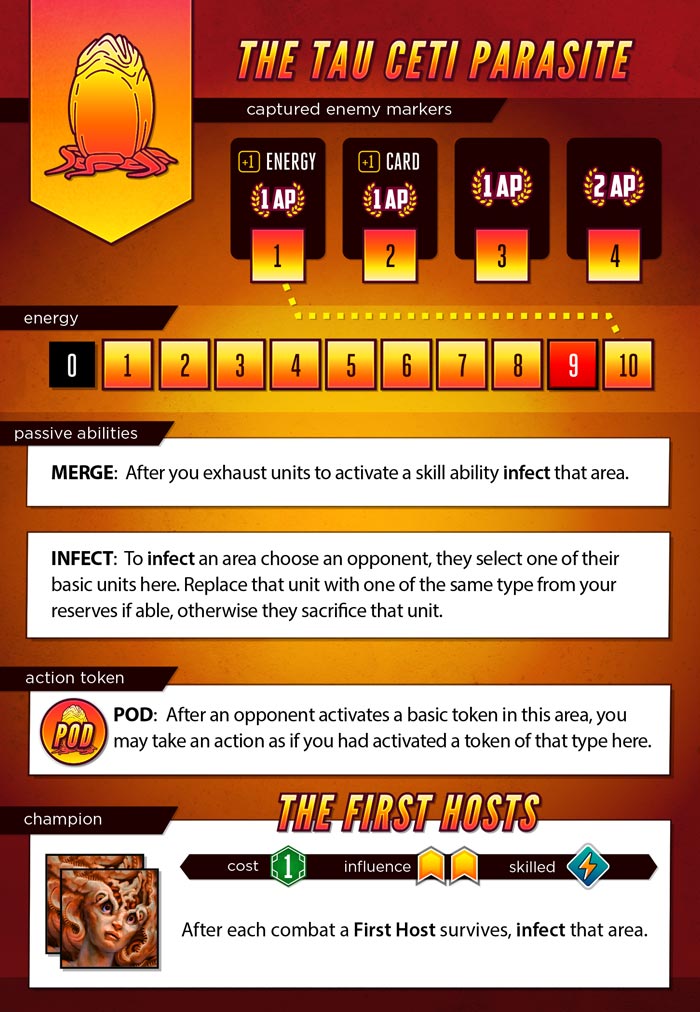 THE TAU CETI PARASITE
captured enemy markers
+1 ENERGY
1 AP
1
+1 CARD
1 AP
2
1 AP
3
2 AP
4
energy
0 1 2 3 4 5 6 7 8 9 10
passive abilities
MERGE: After you exhaust units to activate a skill ability infect that area.
INFECT: To infect an area choose an opponent, they select one of their
basic units here. Replace that unit with one of the same type from your
reserves if able, otherwise they sacrifice that unit.
action token
POD
POD: After an opponent activates a basic token in this area, you
may take an action as if you had activated a token of that type here.
champion
THE FIRST HOSTS
cost 1 influence skilled
After each combat a First Host survives, infect that area.